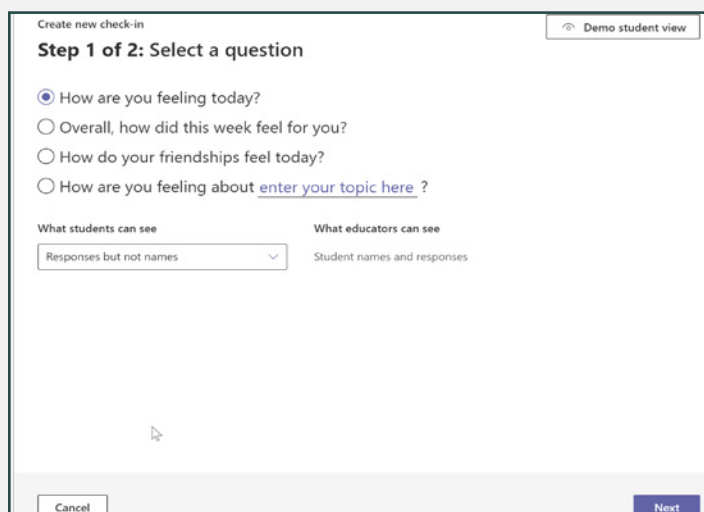 Create new check-in
Demo student view
Step 1 of 2: Select a question
How are you feeling today?
Overall, how did this week feel for you?
How do your friendships feel today?
How are you feeling about enter your topic here ?
What students can see
What educators can see
Responses but not names
Student names and responses
Cancel
Next